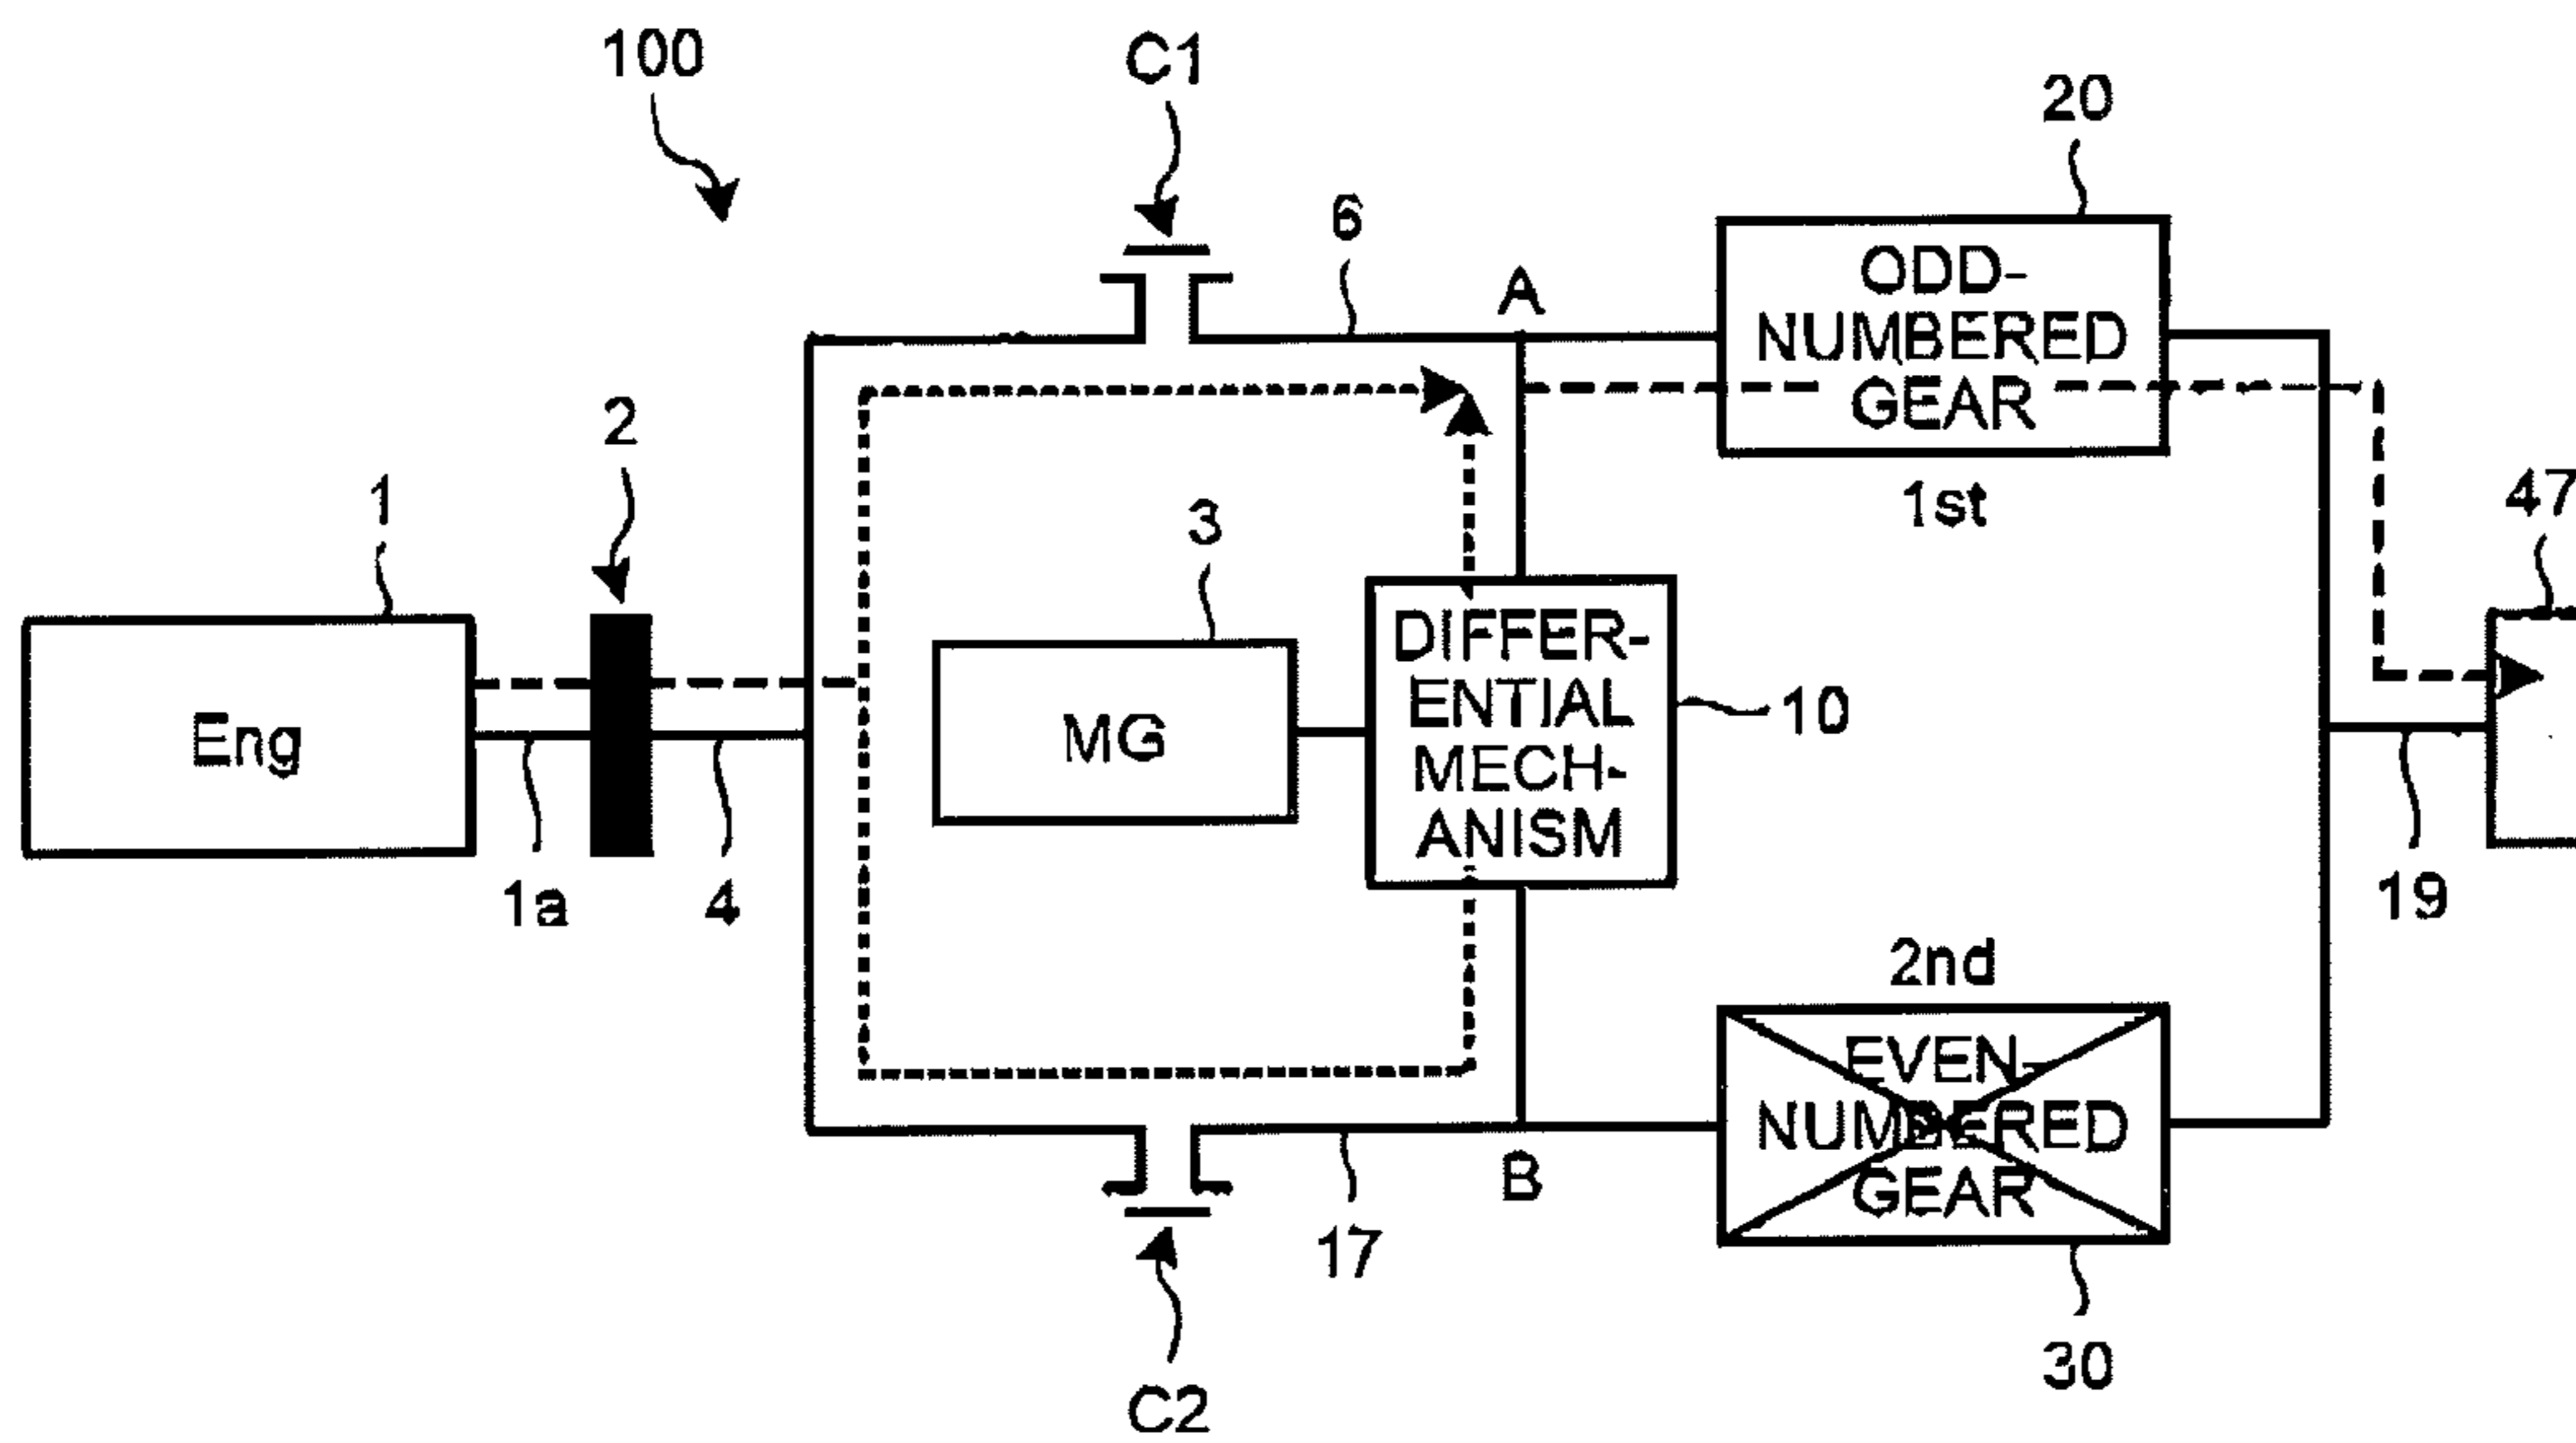 100
C1
20
6
A
ODD-
NUMBERED
GEAR
1st
2
1
3
47
Eng
MG
DIFFER-
ENTIAL
MECH-
ANISM
10
1a
4
19
2nd
EVEN-
NUMBERED
GEAR
B
17
30
C2